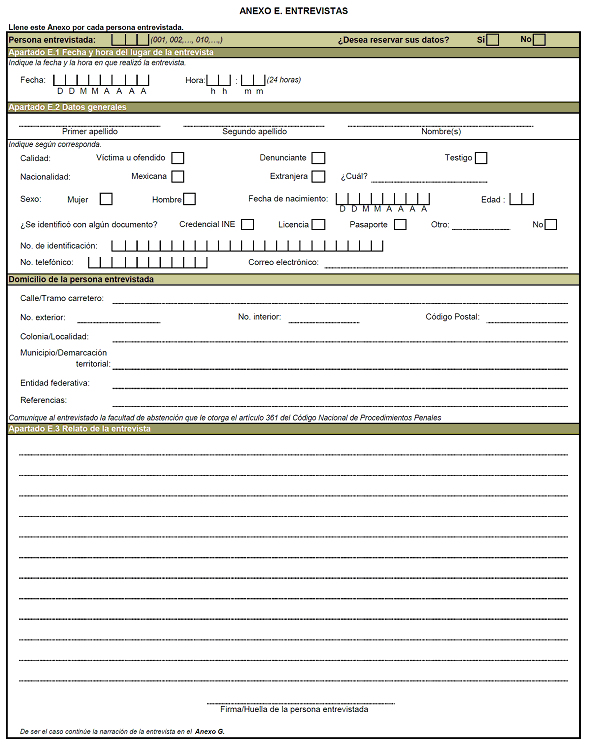 ANEXO E. ENTREVISTAS
Llene este Anexo por cada persona entrevistada.
Persona entrevistada: (001, 002,..., 010,...,) ¿Desea reservar sus datos? Sí No
Apartado E.1 Fecha y hora del lugar de la entrevista
Indique la fecha y la hora en que realizó la entrevista.
Fecha: Hora: : (24 horas)
D D M M A A A A h h m m
Apartado E.2 Datos generales
Primer apellido Segundo apellido Nombre(s)
Indique según corresponda.
Calidad: Víctima u ofendido Denunciante Testigo
Nacionalidad: Mexicana Extranjera ¿Cuál?
Sexo: Mujer Hombre Fecha de nacimiento: Edad :
D D M M A A A A
¿Se identificó con algún documento? Credencial INE Licencia Pasaporte Otro: No
No. de identificación:
No. telefónico: Correo electrónico:
Domicilio de la persona entrevistada
Calle/Tramo carretero:
No. exterior: No. interior: Código Postal:
Colonia/Localidad:
Municipio/Demarcación
territorial:
Entidad federativa:
Referencias:
Comunique al entrevistado la facultad de abstención que le otorga el artículo 361 del Código Nacional de Procedimientos Penales
Apartado E.3 Relato de la entrevista
Firma/Huella de la persona entrevistada
De ser el caso continúe la narración de la entrevista en el Anexo G.